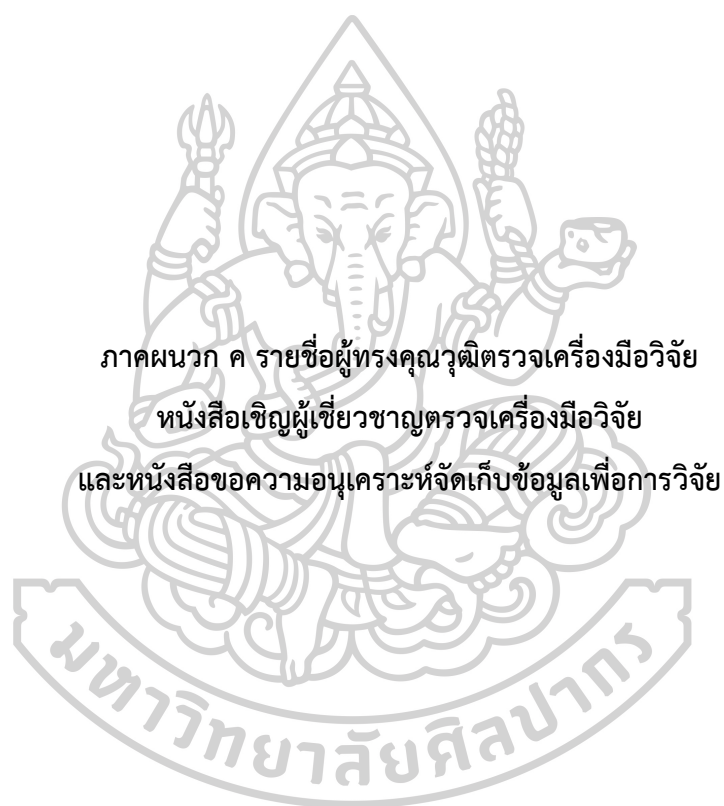 ภาคผนวก ค รายชื่อผู้ทรงคุณวุฒิตรวจเครื่องมือวิจัย
หนังสือเชิญผู้เชี่ยวชาญตรวจเครื่องมือวิจัย
และหนังสือขอความอนุเคราะห์จัดเก็บข้อมูลเพื่อการวิจัย
มหาวิทยาลัยศิลปากร